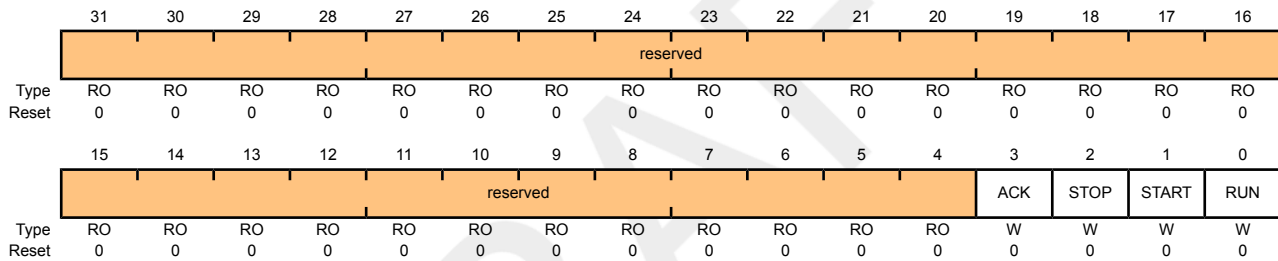 31 30 29 28 27 26 25 24 23 22 21 20 19 18 17 16
reserved
Type RO RO RO RO RO RO RO RO RO RO RO RO RO RO RO RO
Reset 0 0 0 0 0 0 0 0 0 0 0 0 0 0 0 0
15 14 13 12 11 10 9 8 7 6 5 4 3 2 1 0
reserved ACK STOP START RUN
Type RO RO RO RO RO RO RO RO RO RO RO RO W W W W
Reset 0 0 0 0 0 0 0 0 0 0 0 0 0 0 0 0